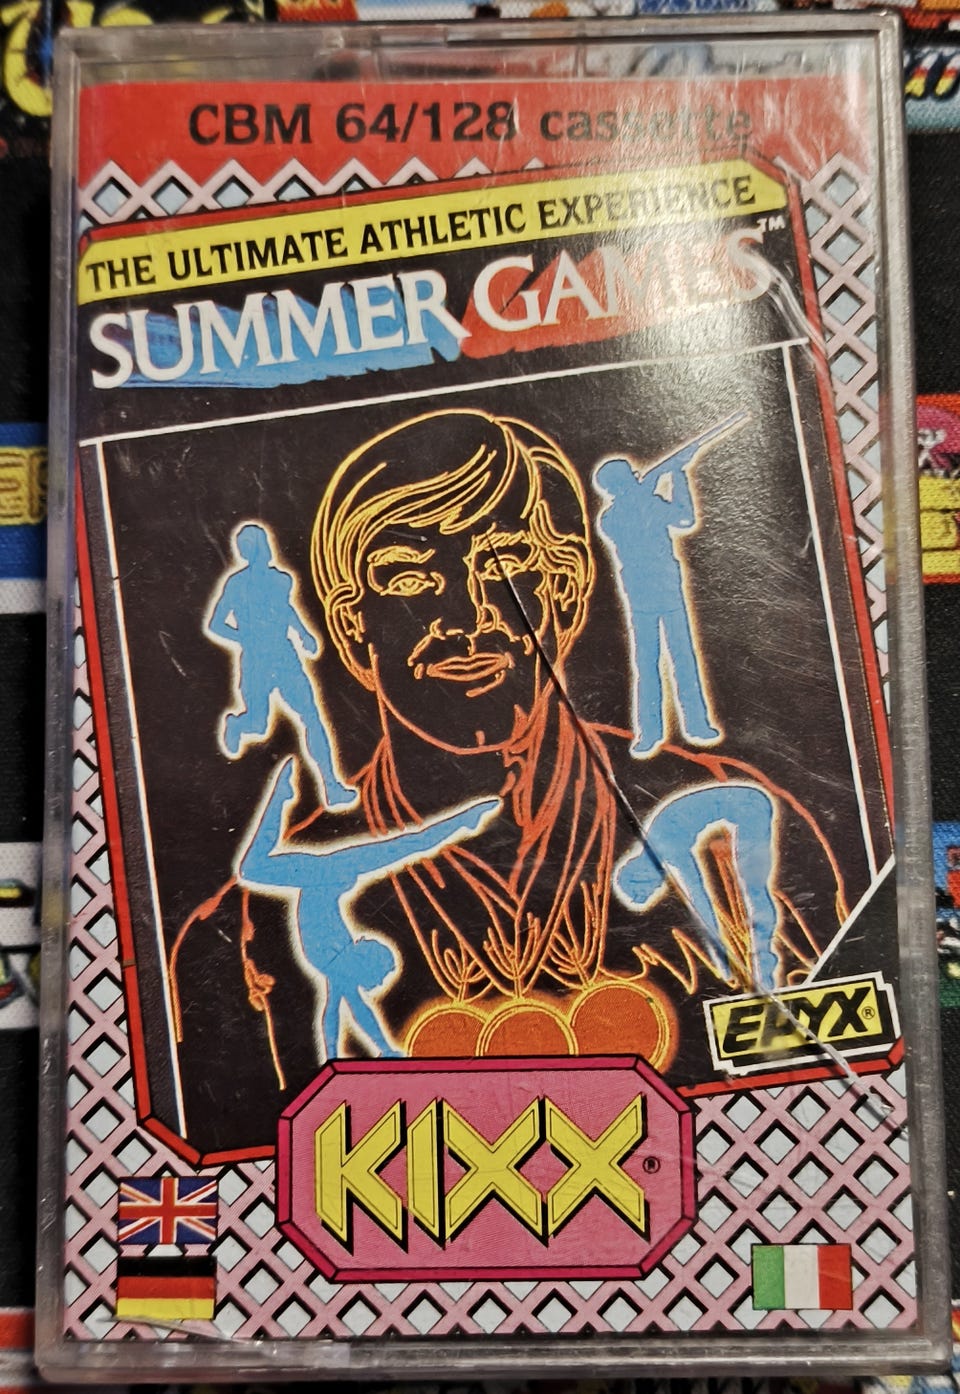 CBM 64/128 cassette
THE ULTIMATE ATHLETIC EXPERIENCE
SUMMER GAMES™
EPYX®
KIXX®